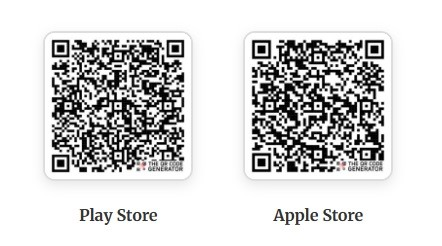 THE QR CODE
GENERATOR
THE QR CODE
GENERATOR
Play Store
Apple Store